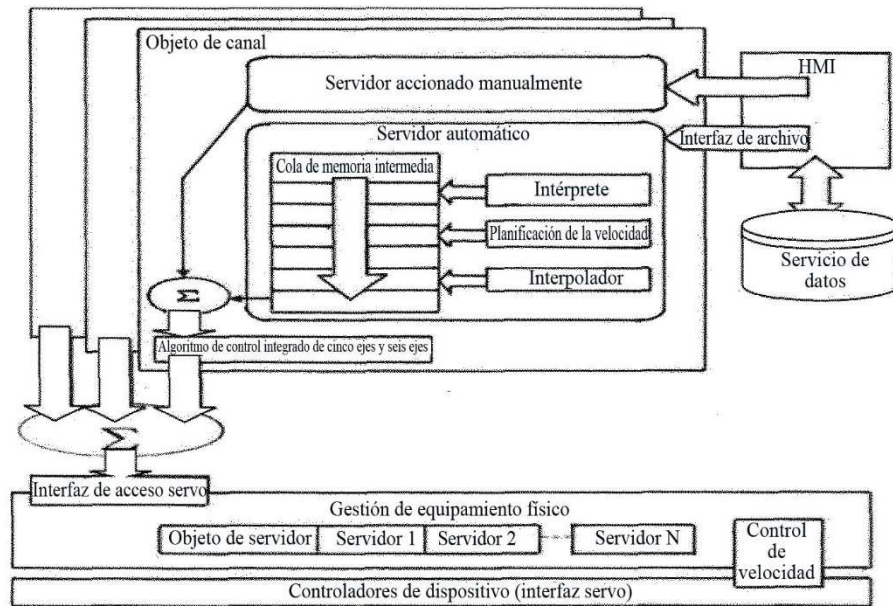 Objeto de canal
Servidor accionado manualmente
HMI
Servidor automático
Interfaz de archivo
Cola de memoria intermedia
Intérprete
Planificación de la velocidad
Interpolador
Servicio de
datos
Σ
Algoritmo de control integrado de cinco ejes y seis ejes
Σ
Interfaz de acceso servo
Gestión de equipamiento físico
Objeto de servidor
Servidor 1
Servidor 2
Servidor N
Control
de
velocidad
Controladores de dispositivo (interfaz servo)